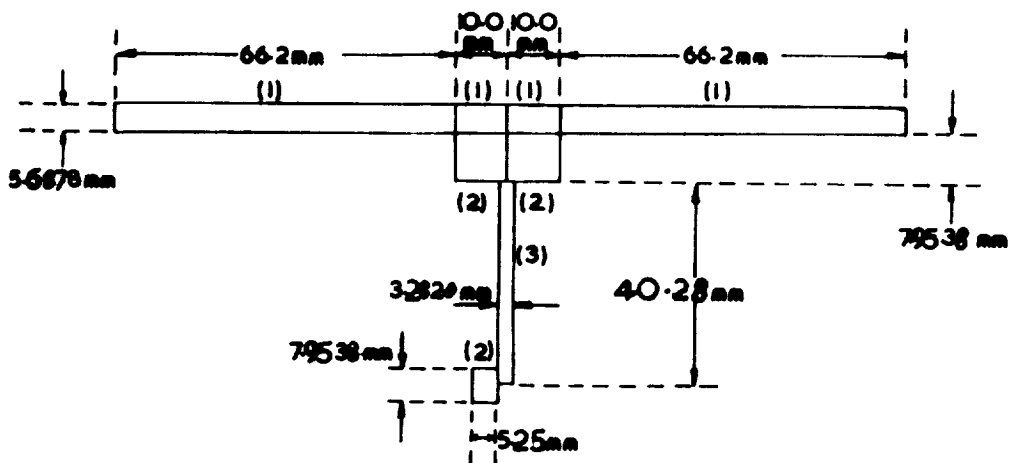 10.0 10.0
mm mm
66.2mm 66.2mm
(1) (1) (1) (1)
5.6678mm
(2) (2)
7.9538 mm
(3)
3.2820mm 40.28mm
7.9538mm (2)
5.25mm